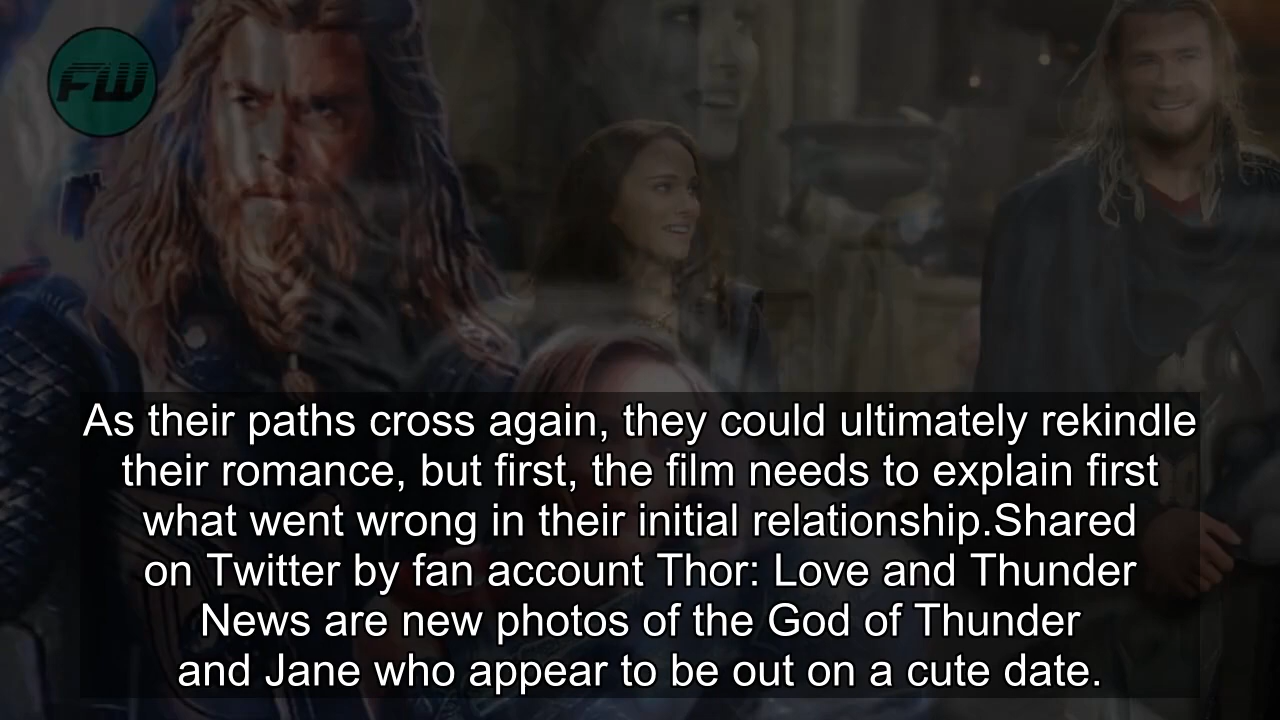 FW
As their paths cross again, they could ultimately rekindle
their romance, but first, the film needs to explain first
what went wrong in their initial relationship.Shared
on Twitter by fan account Thor: Love and Thunder
News are new photos of the God of Thunder
and Jane who appear to be out on a cute date.